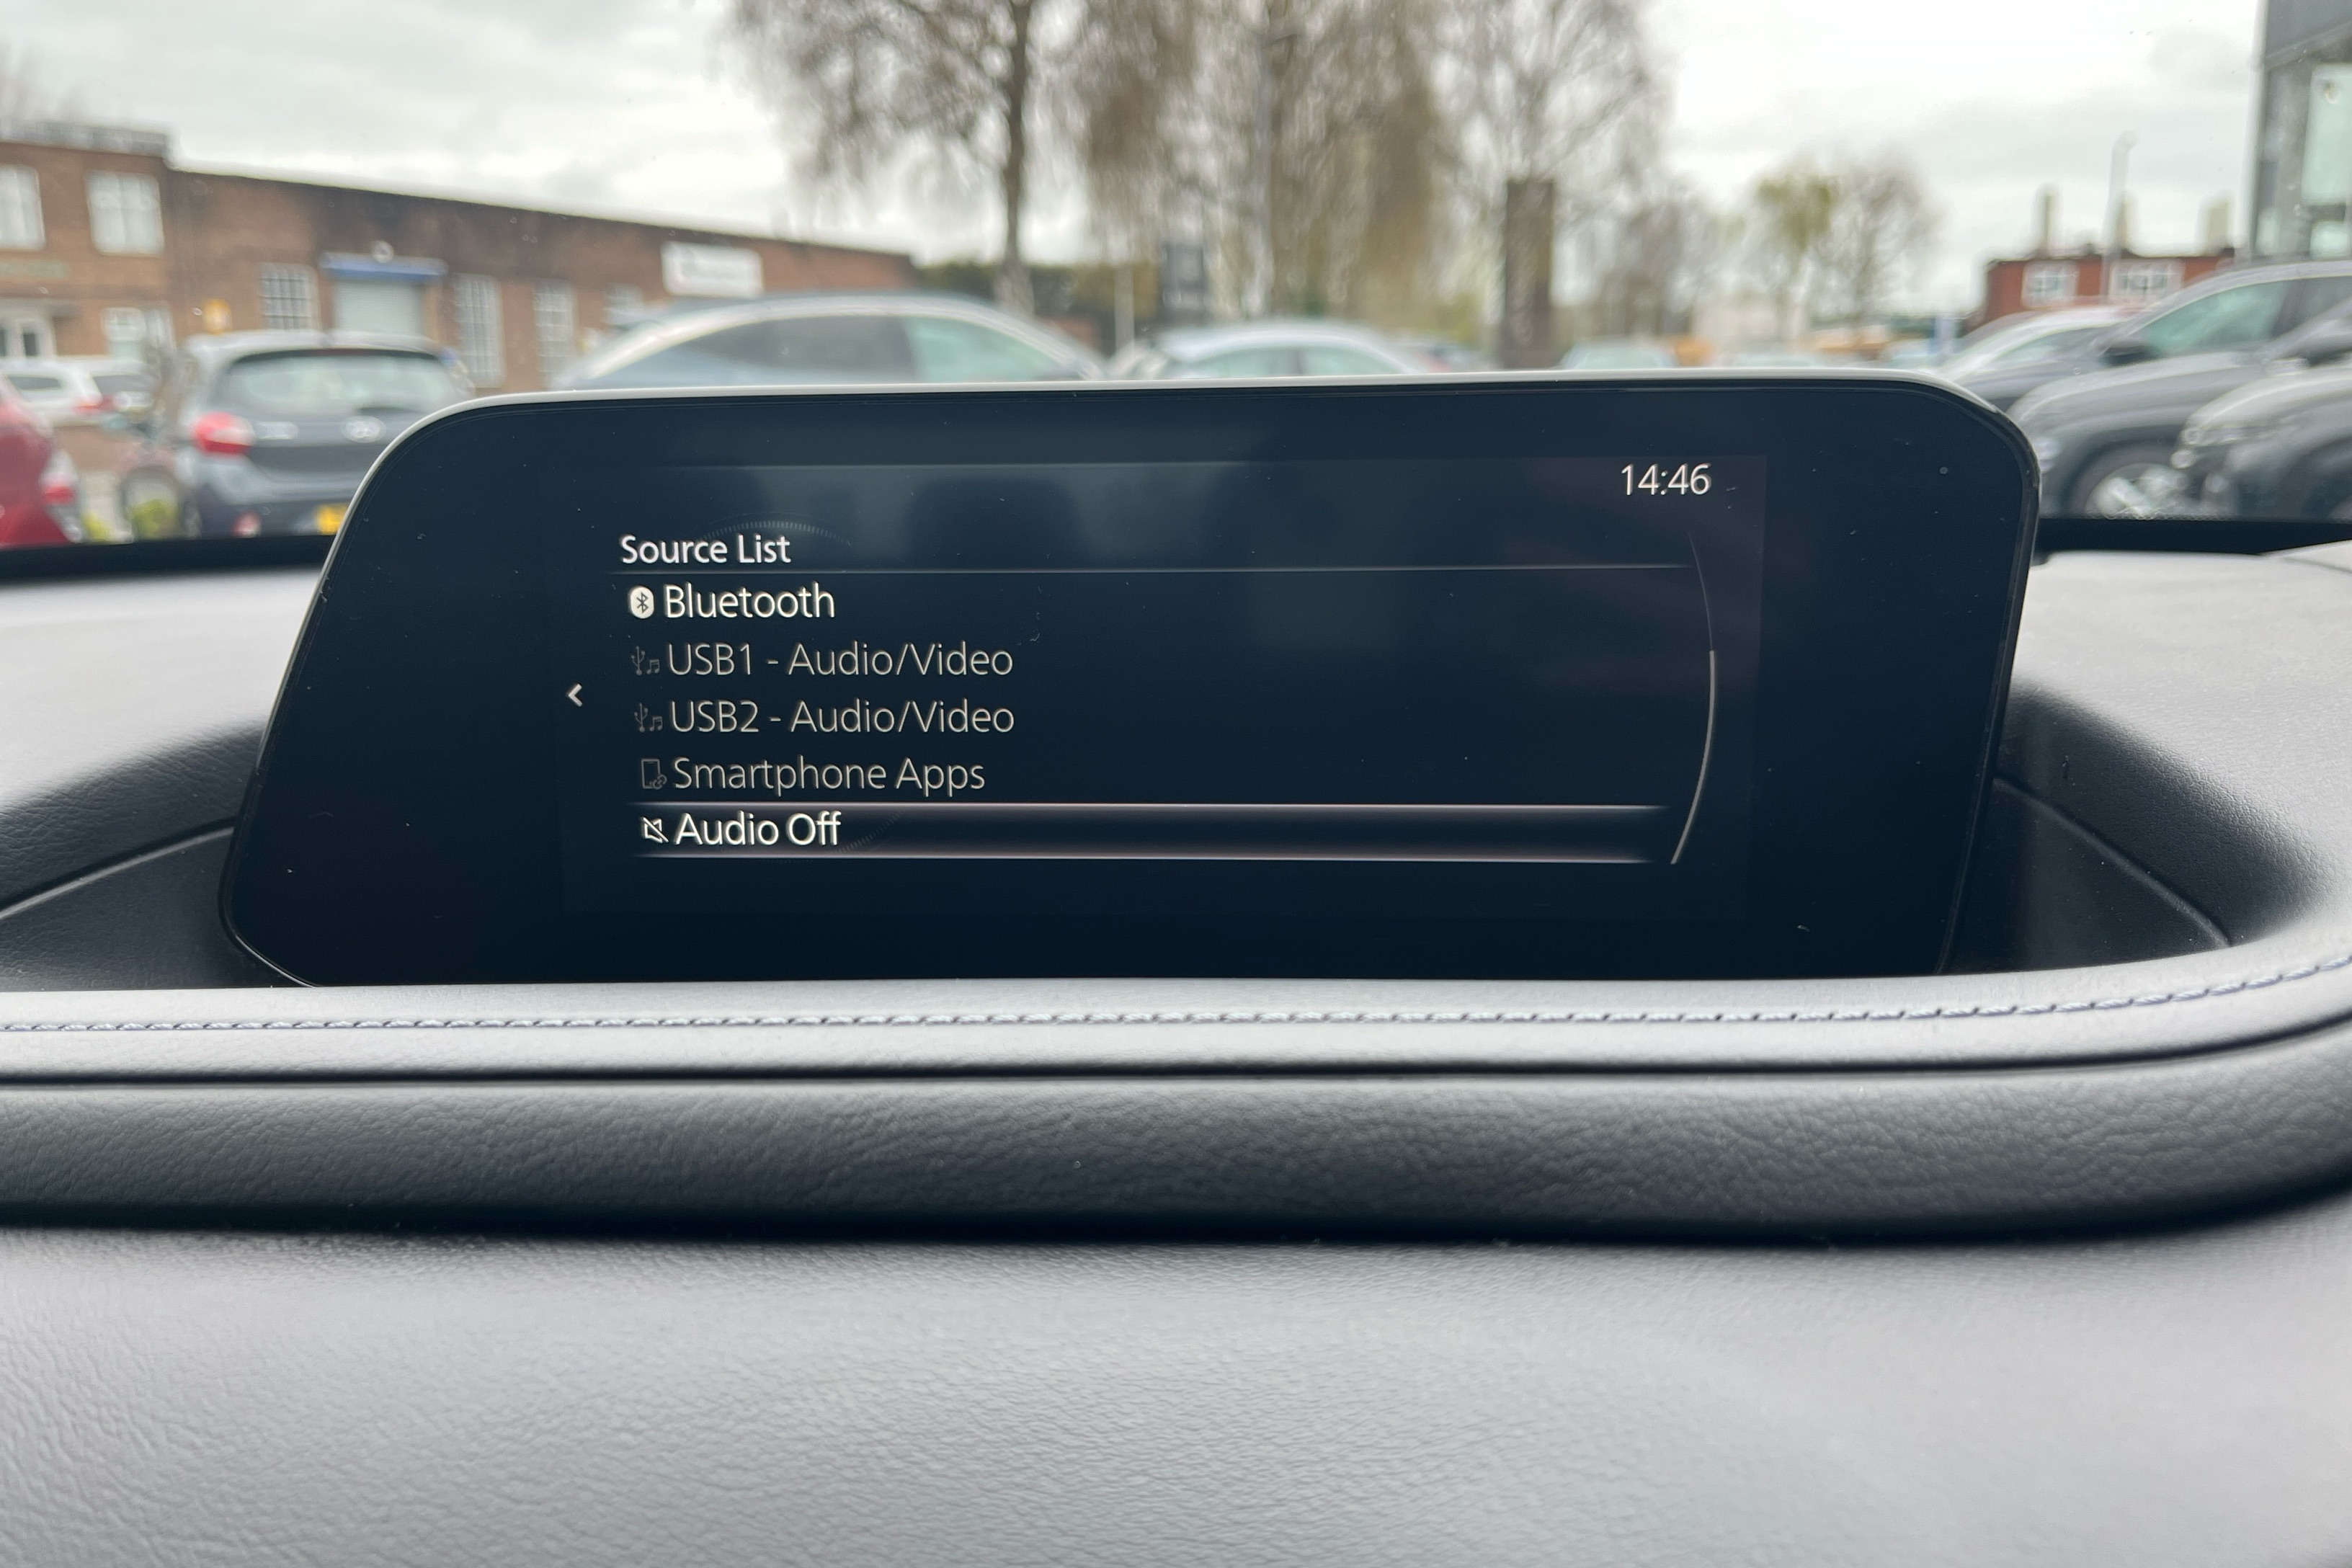 14:46
Source List
Bluetooth
USB1 - Audio/Video
USB2 - Audio/Video
Smartphone Apps
Audio Off